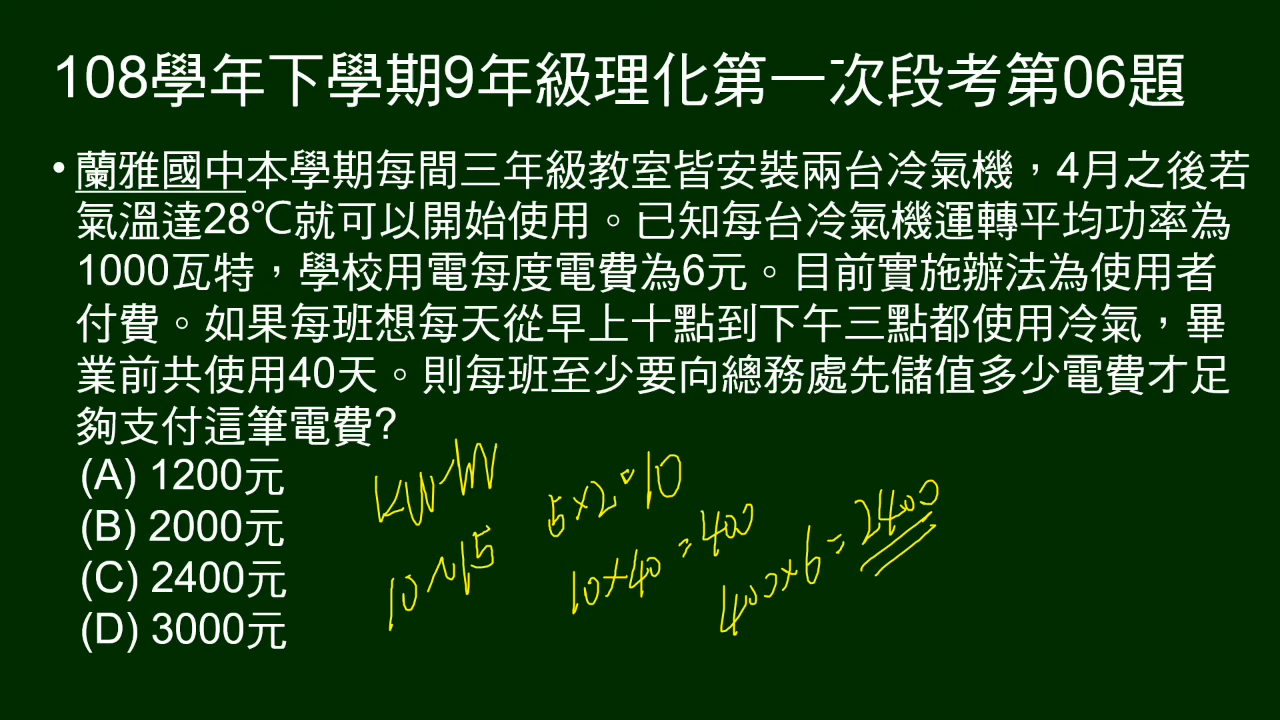 108學年下學期9年級理化第一次段考第06題
• 蘭雅國中本學期每間三年級教室皆安裝兩台冷氣機，4月之後若
氣溫達28℃就可以開始使用。已知每台冷氣機運轉平均功率為
1000瓦特，學校用電每度電費為6元。目前實施辦法為使用者
付費。如果每班想每天從早上十點到下午三點都使用冷氣，畢
業前共使用40天。則每班至少要向總務處先儲值多少電費才足
夠支付這筆電費?
(A) 1200元
(B) 2000元
(C) 2400元
(D) 3000元
10~15
5×2=10
10×40=400
400×6=2400